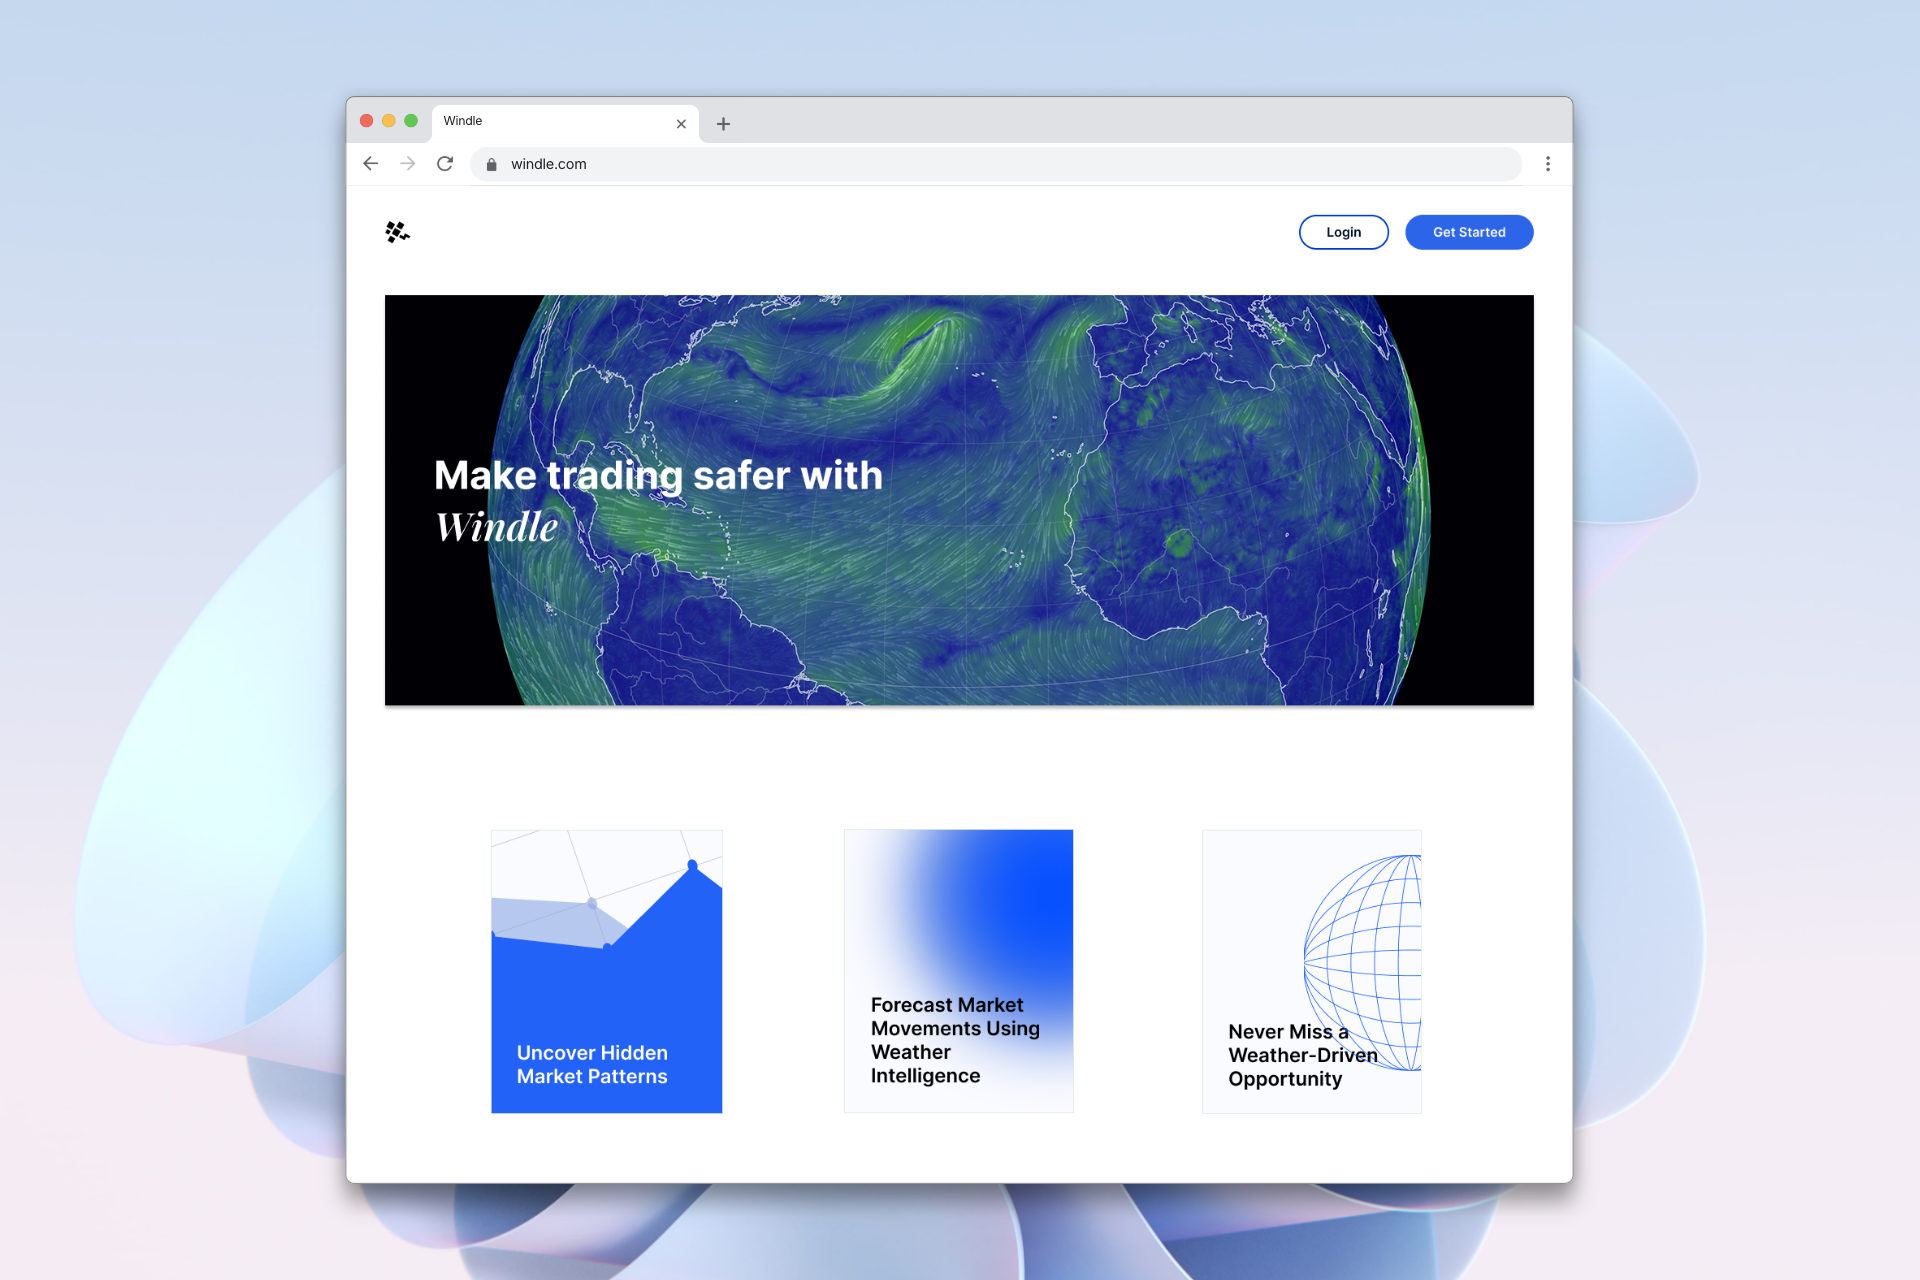 Windle
windle.com
Login
Get Started
Make trading safer with
Windle
Uncover Hidden
Market Patterns
Forecast Market
Movements Using
Weather
Intelligence
Never Miss a
Weather-Driven
Opportunity